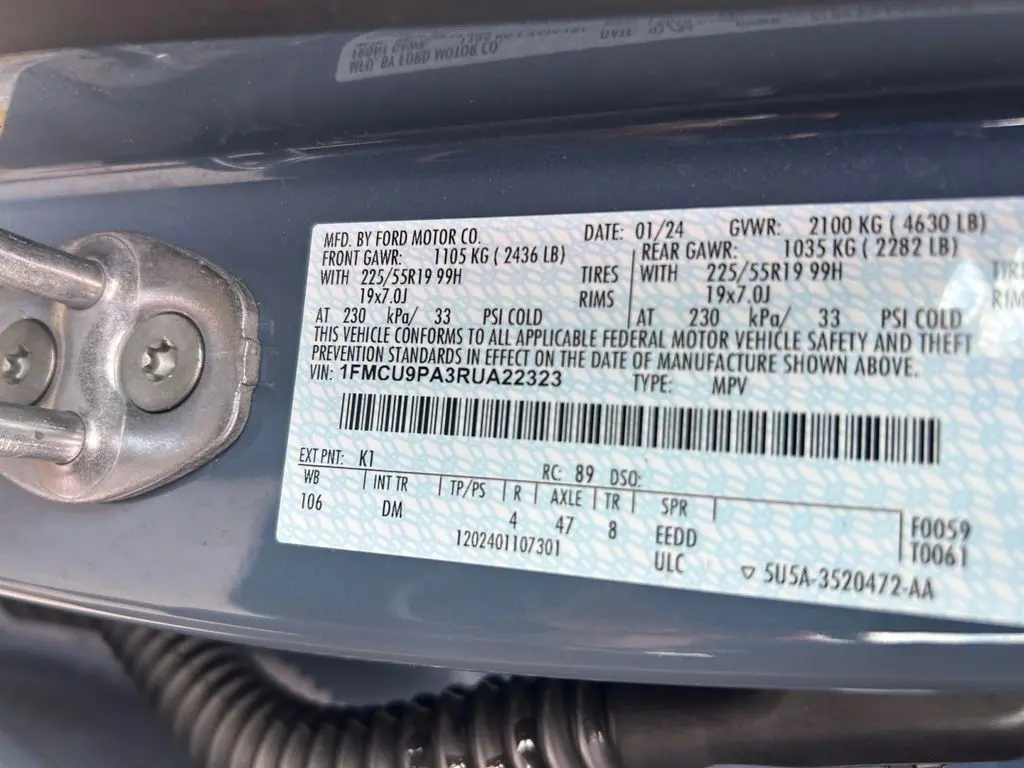 MFD. BY FORD MOTOR CO. DATE: 01/24 GVWR: 2100 KG ( 4630 LB)
FRONT GAWR: 1105 KG ( 2436 LB) REAR GAWR: 1035 KG ( 2282 LB)
WITH 225/55R19 99H TIRES WITH 225/55R19 99H
19x7.0J RIMS 19x7.0J
AT 230 kPa/ 33 PSI COLD AT 230 kPa/ 33 PSI COLD
THIS VEHICLE CONFORMS TO ALL APPLICABLE FEDERAL MOTOR VEHICLE SAFETY AND THEFT
PREVENTION STANDARDS IN EFFECT ON THE DATE OF MANUFACTURE SHOWN ABOVE.
VIN: 1FMCU9PA3RUA22323 TYPE: MPV
EXT PNT: K1 RC: 89 DSO:
WB INT TR TP/PS R AXLE TR SPR
106 DM 4 47 8 EEDD F0059
1202401107301 ULC T0061
▽ 5U5A-3520472-AA